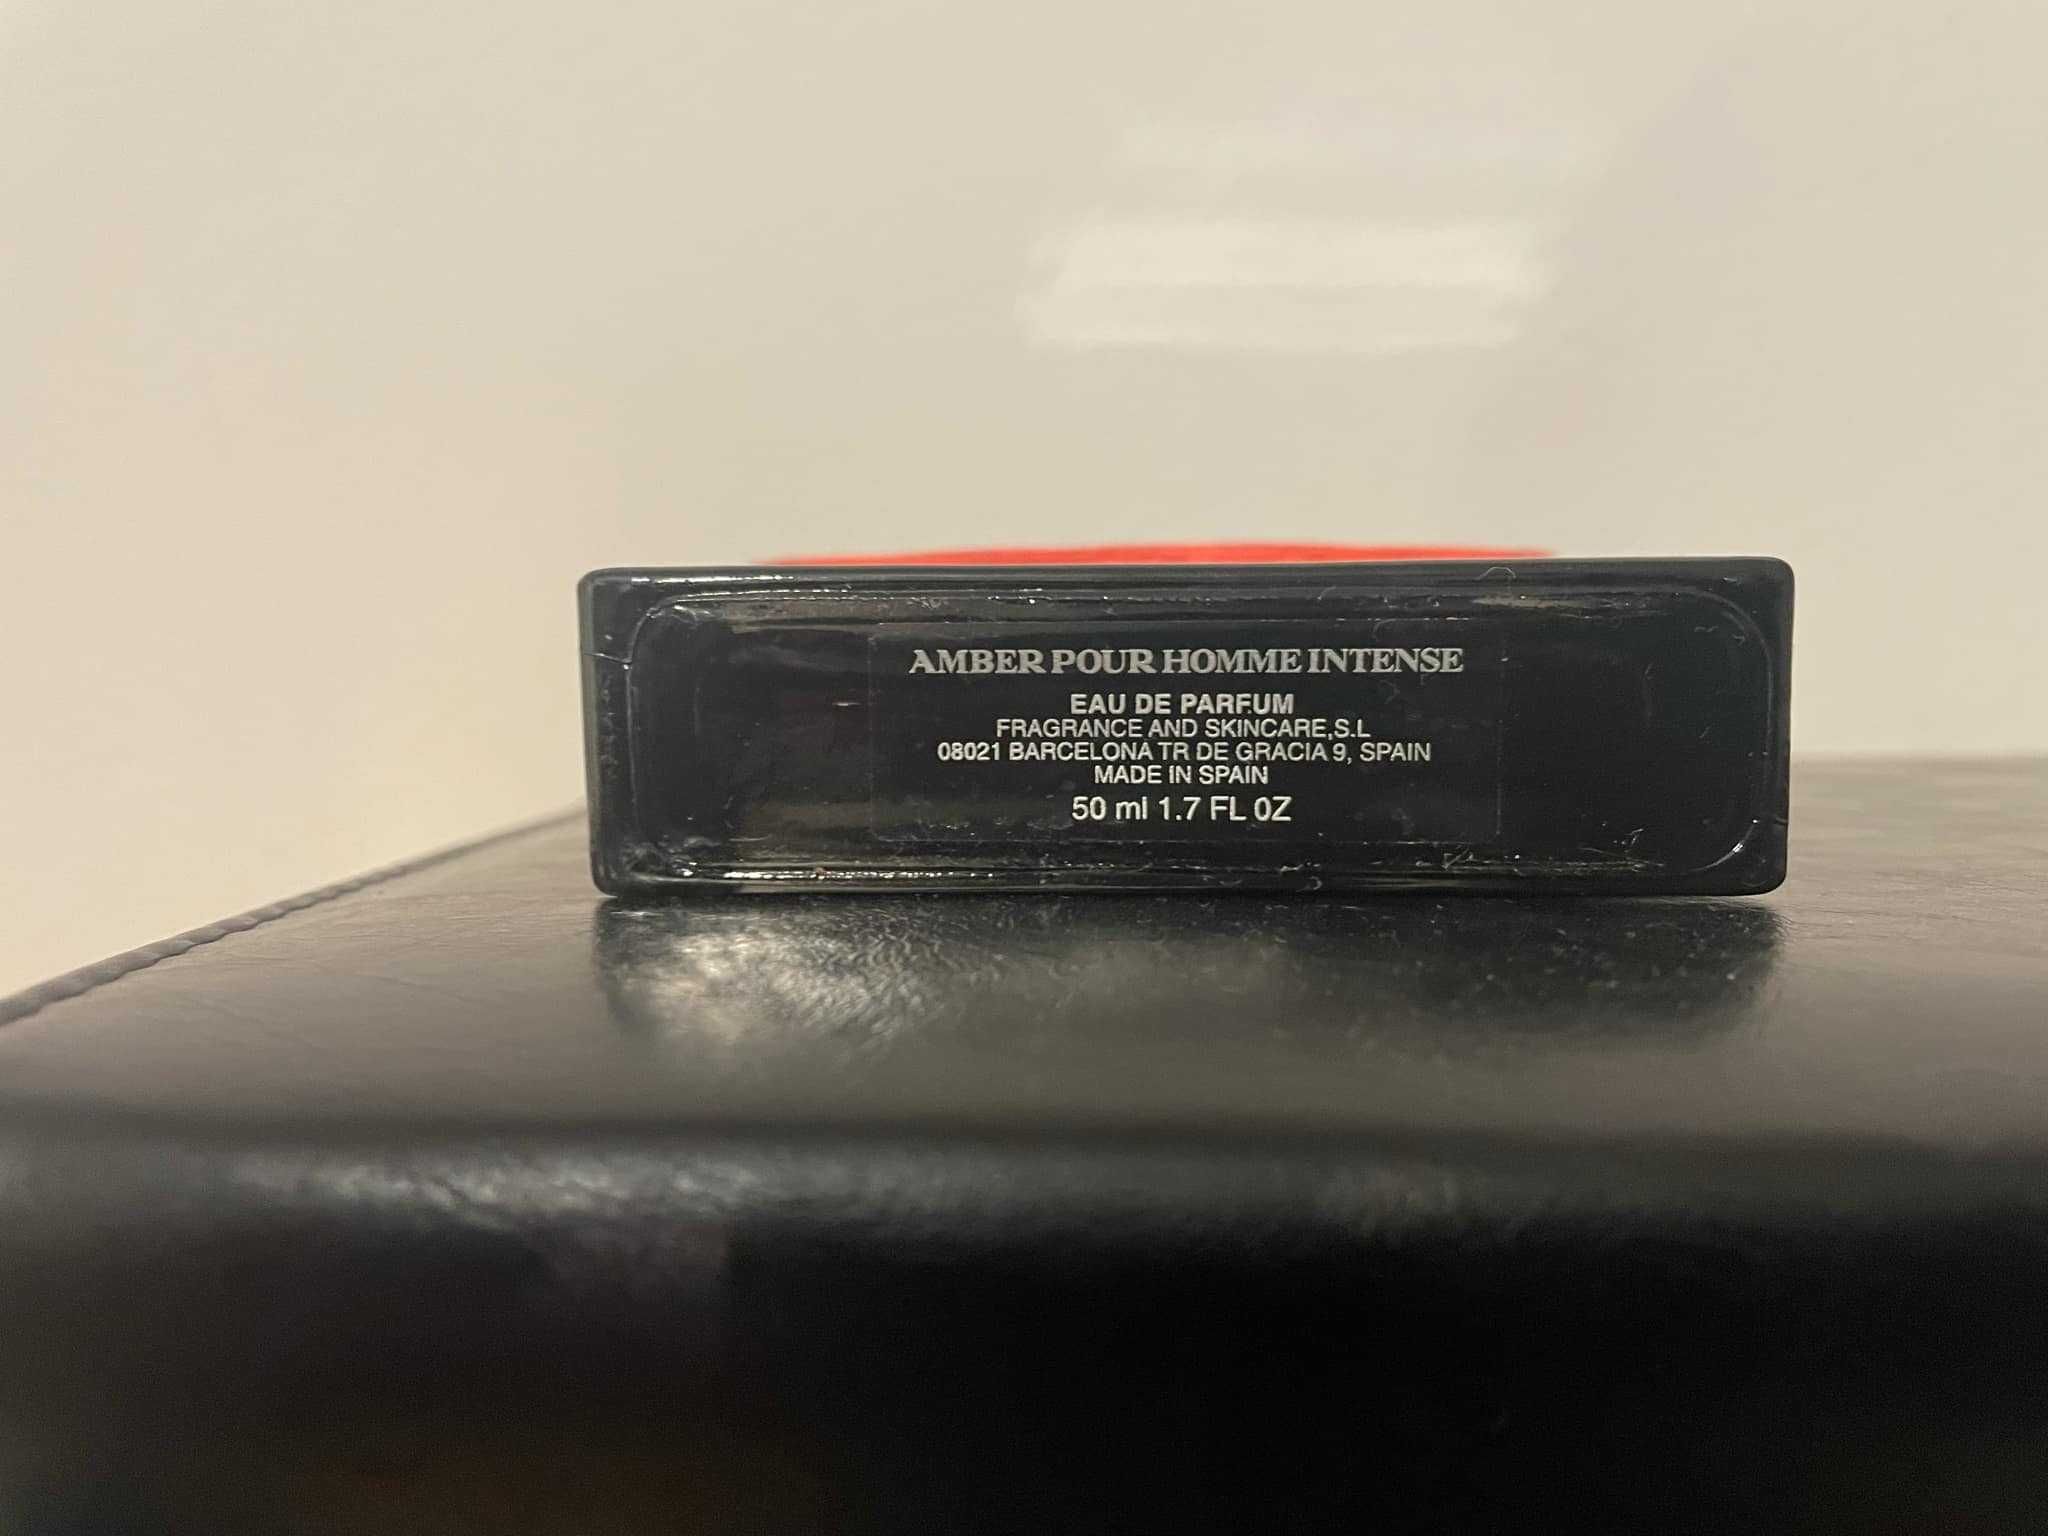 AMBER POUR HOMME INTENSE
EAU DE PARFUM
FRAGRANCE AND SKINCARE,S.L
08021 BARCELONA TR DE GRACIA 9, SPAIN
MADE IN SPAIN
50 ml 1.7 FL 0Z